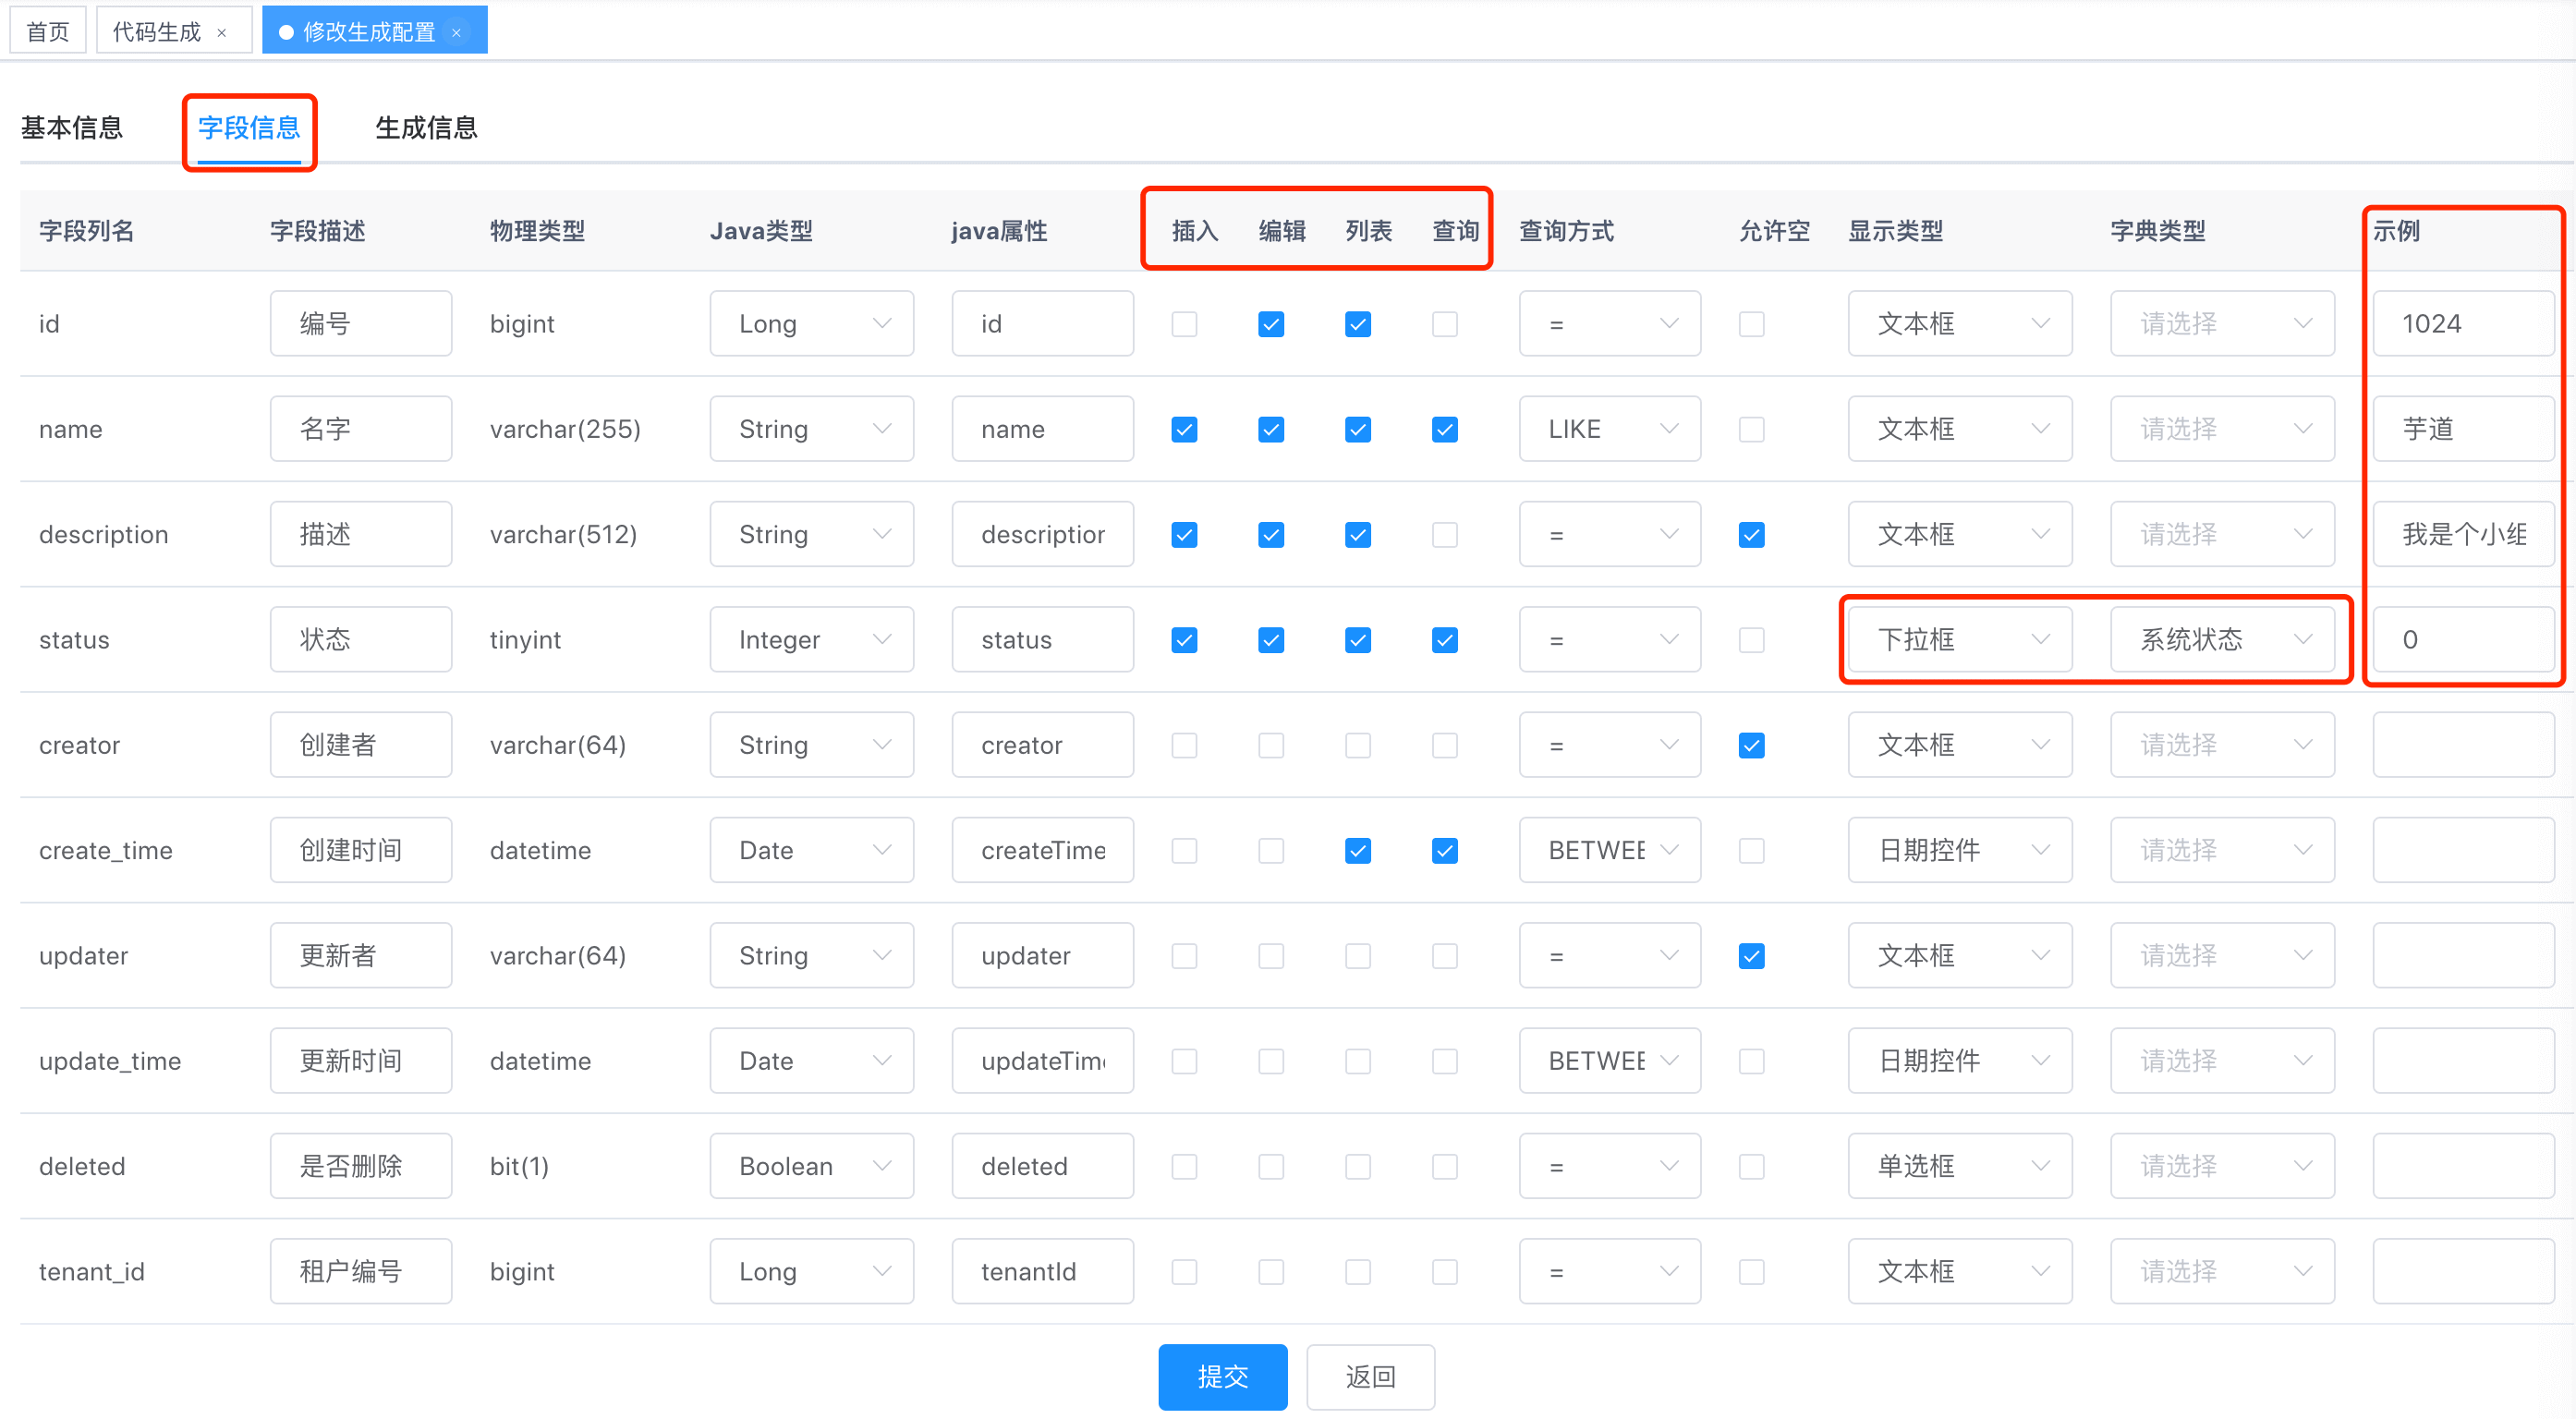 首页 代码生成 × 修改生成配置 ×
基本信息 字段信息 生成信息
字段列名 字段描述 物理类型 Java类型 java属性 插入 编辑 列表 查询 查询方式 允许空 显示类型 字典类型 示例
id 编号 bigint Long id = 文本框 请选择 1024
name 名字 varchar(255) String name LIKE 文本框 请选择 芋道
description 描述 varchar(512) String description = 文本框 请选择 我是个小组
status 状态 tinyint Integer status = 下拉框 系统状态 0
creator 创建者 varchar(64) String creator = 文本框 请选择
create_time 创建时间 datetime Date createTime BETWEE 日期控件 请选择
updater 更新者 varchar(64) String updater = 文本框 请选择
update_time 更新时间 datetime Date updateTim BETWEE 日期控件 请选择
deleted 是否删除 bit(1) Boolean deleted = 单选框 请选择
tenant_id 租户编号 bigint Long tenantId = 文本框 请选择
提交 返回